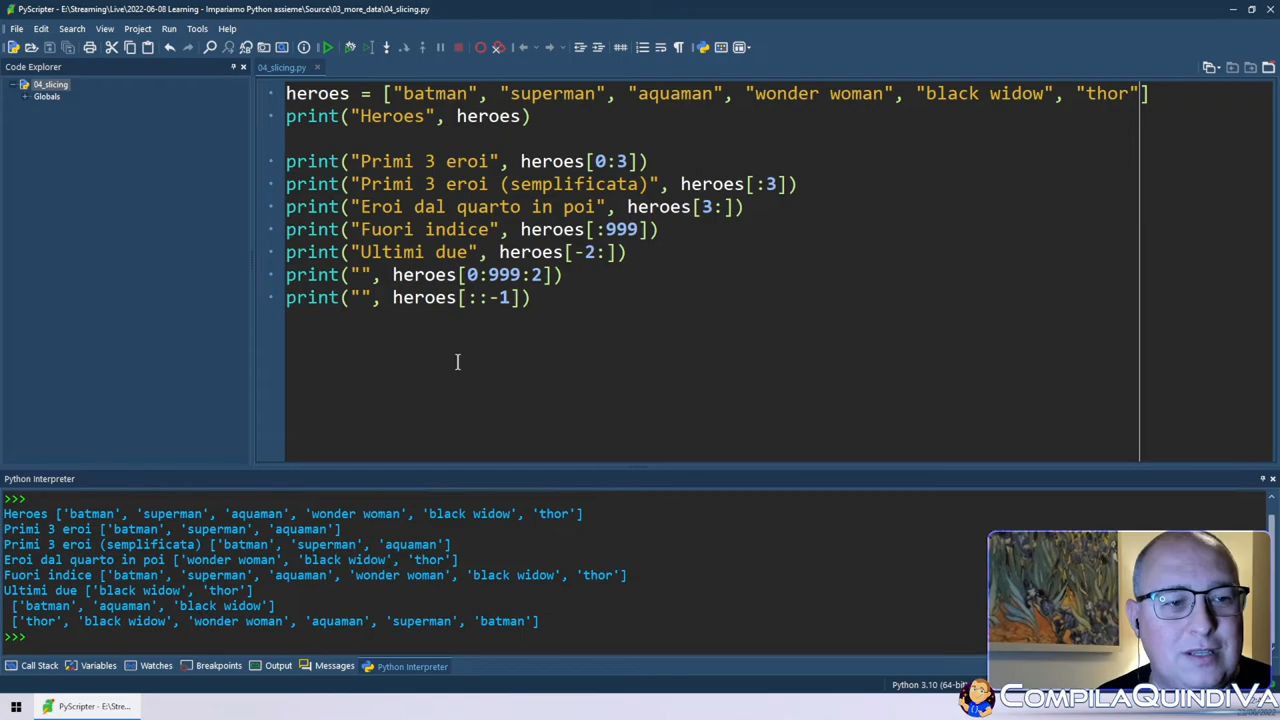 PyScripter - E:\Streaming\Live\2022-06-08 Learning - Impariamo Python assieme\Source\03_more_data\04_slicing.py
File Edit Search View Project Run Tools Help
Code Explorer
04_slicing.py
04_slicing
Globals
heroes = ["batman", "superman", "aquaman", "wonder woman", "black widow", "thor"]
print("Heroes", heroes)
print("Primi 3 eroi", heroes[0:3])
print("Primi 3 eroi (semplificata)", heroes[:3])
print("Eroi dal quarto in poi", heroes[3:])
print("Fuori indice", heroes[:999])
print("Ultimi due", heroes[-2:])
print("", heroes[0:999:2])
print("", heroes[::-1])
Python Interpreter
>>>
Heroes ['batman', 'superman', 'aquaman', 'wonder woman', 'black widow', 'thor']
Primi 3 eroi ['batman', 'superman', 'aquaman']
Primi 3 eroi (semplificata) ['batman', 'superman', 'aquaman']
Eroi dal quarto in poi ['wonder woman', 'black widow', 'thor']
Fuori indice ['batman', 'superman', 'aquaman', 'wonder woman', 'black widow', 'thor']
Ultimi due ['black widow', 'thor']
['batman', 'aquaman', 'black widow']
['thor', 'black widow', 'wonder woman', 'aquaman', 'superman', 'batman']
>>>
Call Stack Variables Watches Breakpoints Output Messages Python Interpreter
Python 3.10 (64-bit)
CompilaQuindiVa
PyScripter - E:\Stre...